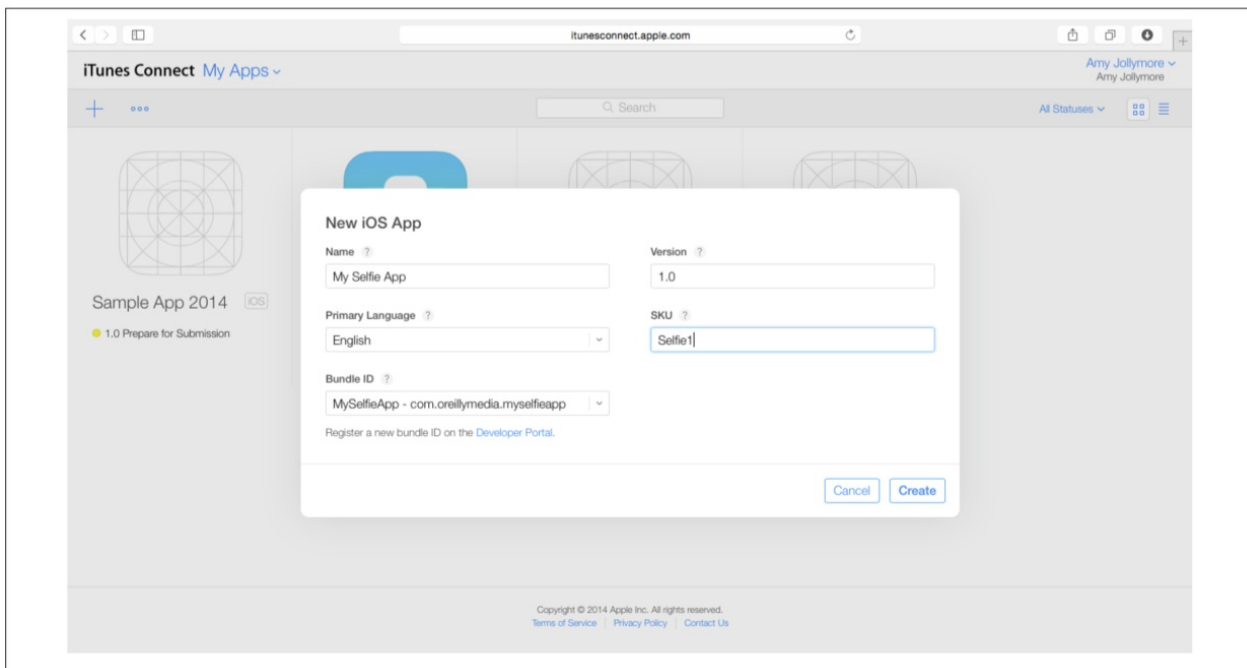 itunesconnect.apple.com
iTunes Connect My Apps
Amy Jollymore
Amy Jollymore
Search
All Statuses
Sample App 2014 iOS
1.0 Prepare for Submission
New iOS App
Name ?
Version ?
My Selfie App
1.0
Primary Language ?
SKU ?
English
Selfie1
Bundle ID ?
MySelfieApp - com.oreillymedia.myselfieapp
Register a new bundle ID on the Developer Portal.
Cancel
Create
Copyright © 2014 Apple Inc. All rights reserved.
Terms of Service | Privacy Policy | Contact Us